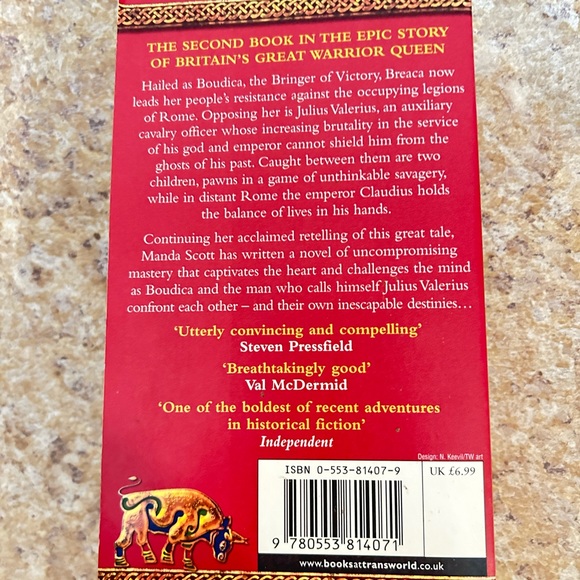 THE SECOND BOOK IN THE EPIC STORY
OF BRITAIN'S GREAT WARRIOR QUEEN
Hailed as Boudica, the Bringer of Victory, Breaca now
leads her people's resistance against the occupying legions
of Rome. Opposing her is Julius Valerius, an auxiliary
cavalry officer whose increasing brutality in the service
of his god and emperor cannot shield him from the
ghosts of his past. Caught between them are two
children, pawns in a game of unthinkable savagery,
while in distant Rome the emperor Claudius holds
the balance of lives in his hands.
Continuing her acclaimed retelling of this great tale,
Manda Scott has written a novel of uncompromising
mastery that captivates the heart and challenges the mind
as Boudica and the man who calls himself Julius Valerius
confront each other – and their own inescapable destinies…
'Utterly convincing and compelling'
Steven Pressfield
'Breathtakingly good'
Val McDermid
'One of the boldest of recent adventures
in historical fiction'
Independent
Design: N. Keevil/TW art
ISBN 0-553-81407-9
UK £6.99
9 780553 814071
www.booksattransworld.co.uk